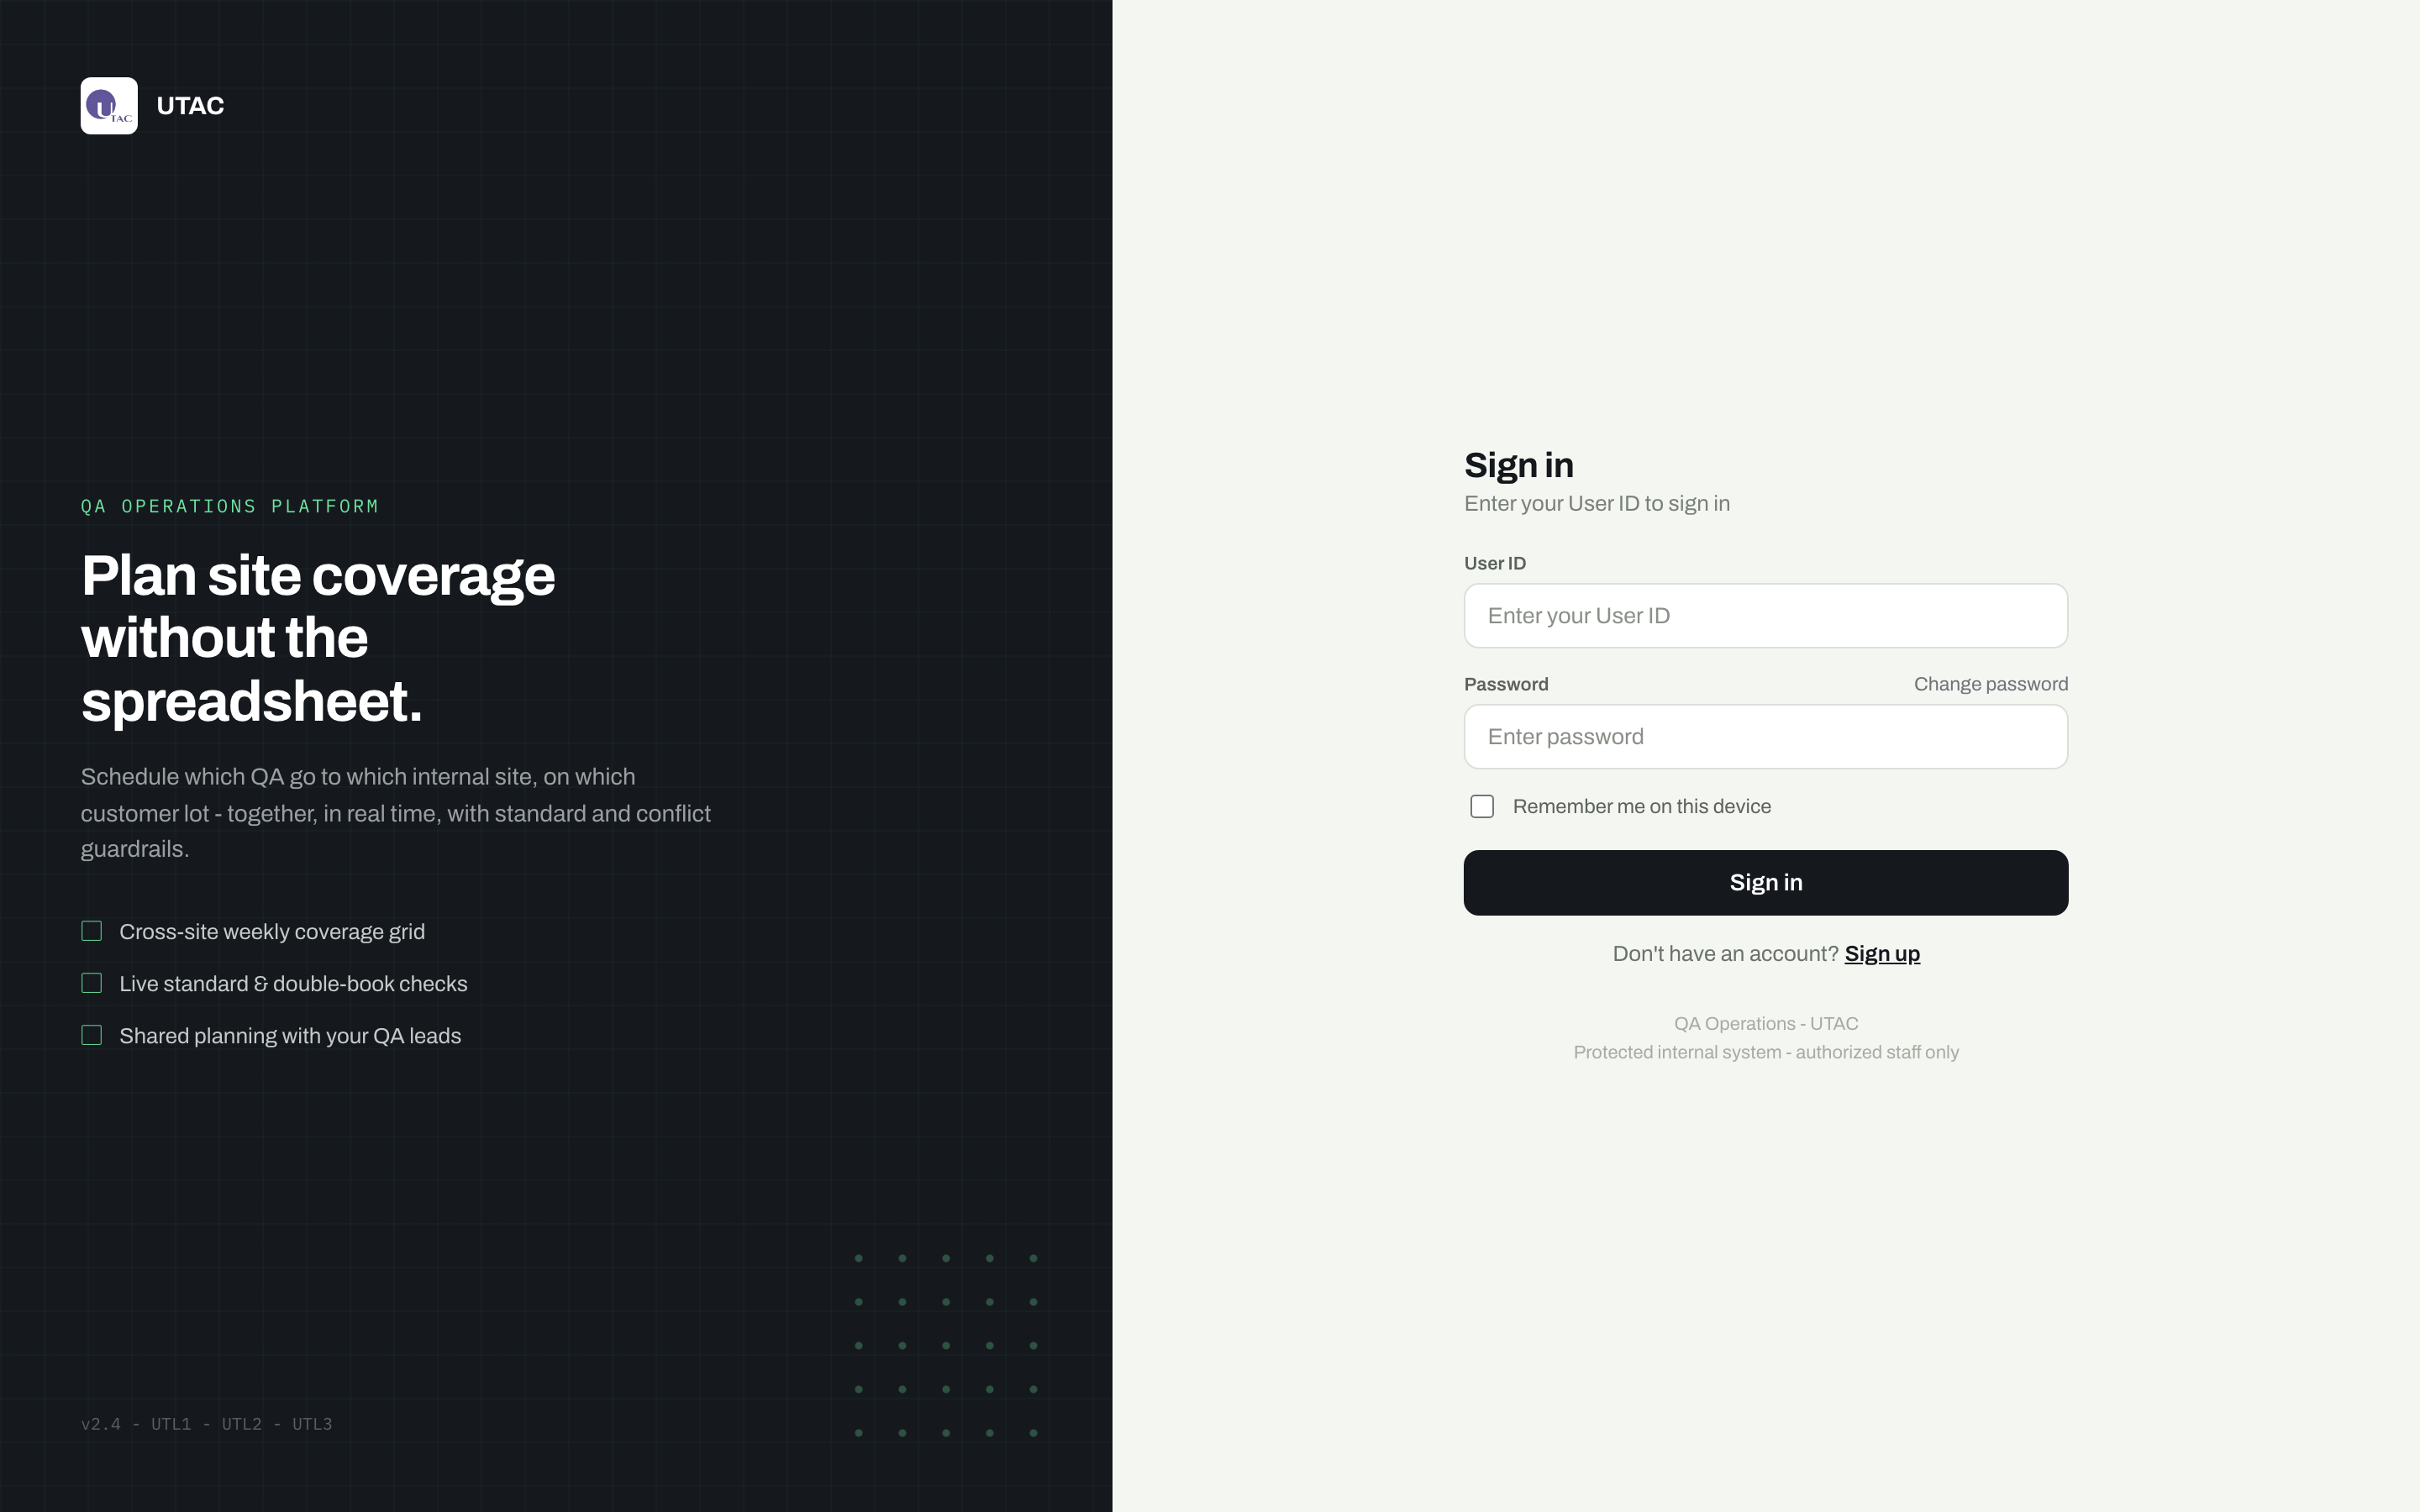 UTAC
UTAC
QA OPERATIONS PLATFORM
Plan site coverage
without the
spreadsheet.
Schedule which QA go to which internal site, on which
customer lot - together, in real time, with standard and conflict
guardrails.
Cross-site weekly coverage grid
Live standard & double-book checks
Shared planning with your QA leads
v2.4 - UTL1 - UTL2 - UTL3
Sign in
Enter your User ID to sign in
User ID
Enter your User ID
Password Change password
Enter password
Remember me on this device
Sign in
Don't have an account? Sign up
QA Operations - UTAC
Protected internal system - authorized staff only